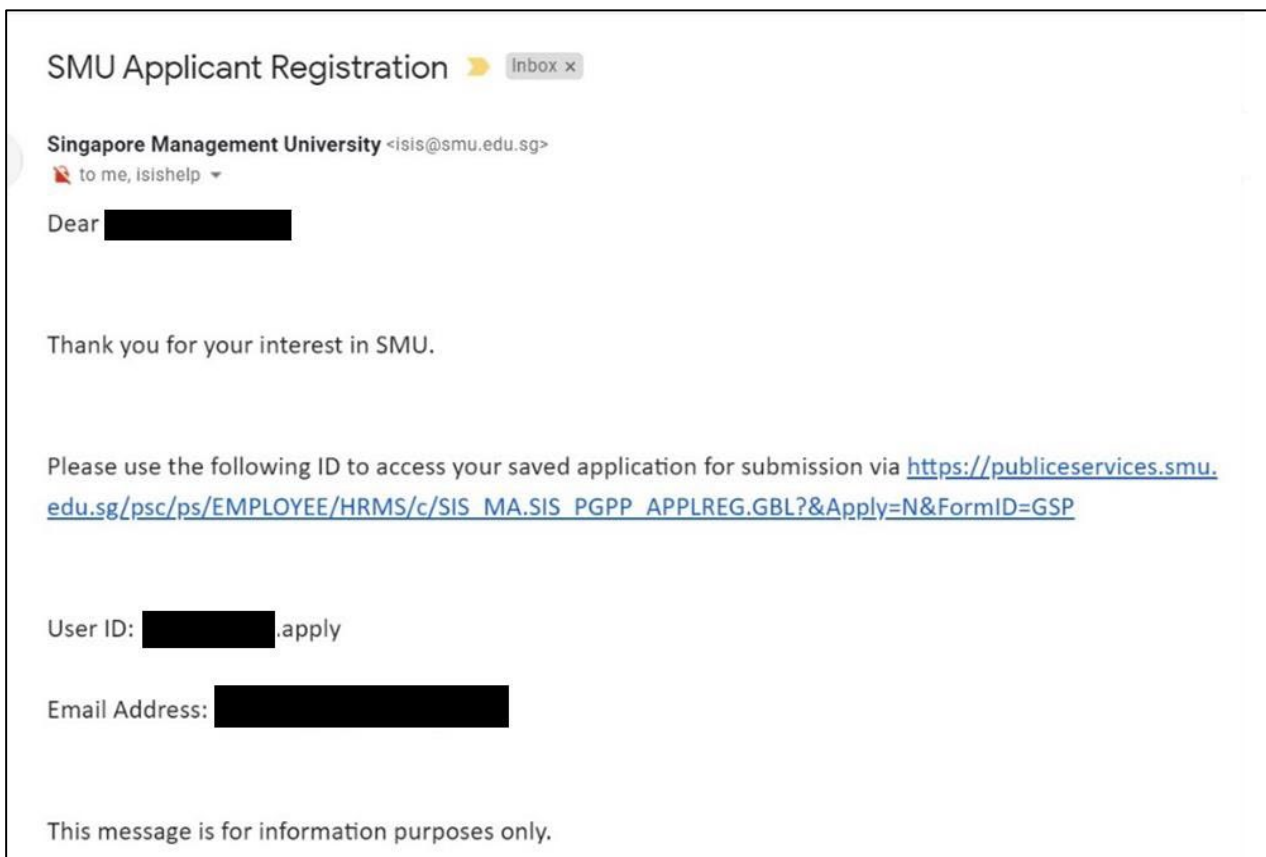 SMU Applicant Registration Inbox x
Singapore Management University <isis@smu.edu.sg>
to me, isishelp
Dear
Thank you for your interest in SMU.
Please use the following ID to access your saved application for submission via https://publiceservices.smu.
edu.sg/psc/ps/EMPLOYEE/HRMS/c/SIS_MA.SIS_PGPP_APPLREG.GBL?&Apply=N&FormID=GSP
User ID: .apply
Email Address:
This message is for information purposes only.